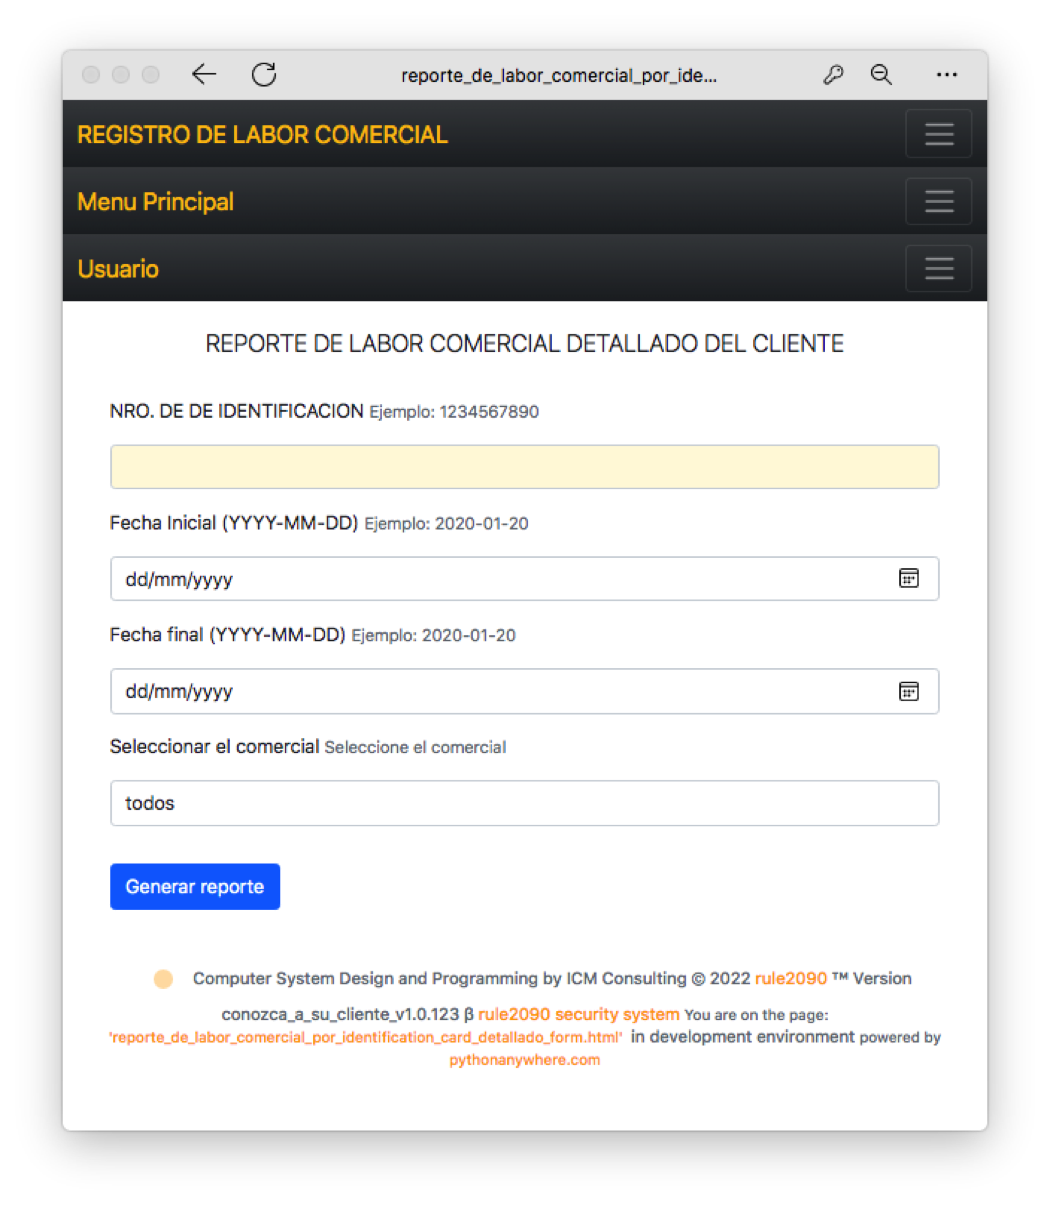 reporte_de_labor_comercial_por_ide...
REGISTRO DE LABOR COMERCIAL
Menu Principal
Usuario
REPORTE DE LABOR COMERCIAL DETALLADO DEL CLIENTE
NRO. DE DE IDENTIFICACION Ejemplo: 1234567890
Fecha Inicial (YYYY-MM-DD) Ejemplo: 2020-01-20
dd/mm/yyyy
Fecha final (YYYY-MM-DD) Ejemplo: 2020-01-20
dd/mm/yyyy
Seleccionar el comercial Seleccione el comercial
todos
Generar reporte
Computer System Design and Programming by ICM Consulting © 2022 rule2090 ™ Version
conozca_a_su_cliente_v1.0.123 β rule2090 security system You are on the page:
'reporte_de_labor_comercial_por_identification_card_detallado_form.html' in development environment powered by
pythonanywhere.com